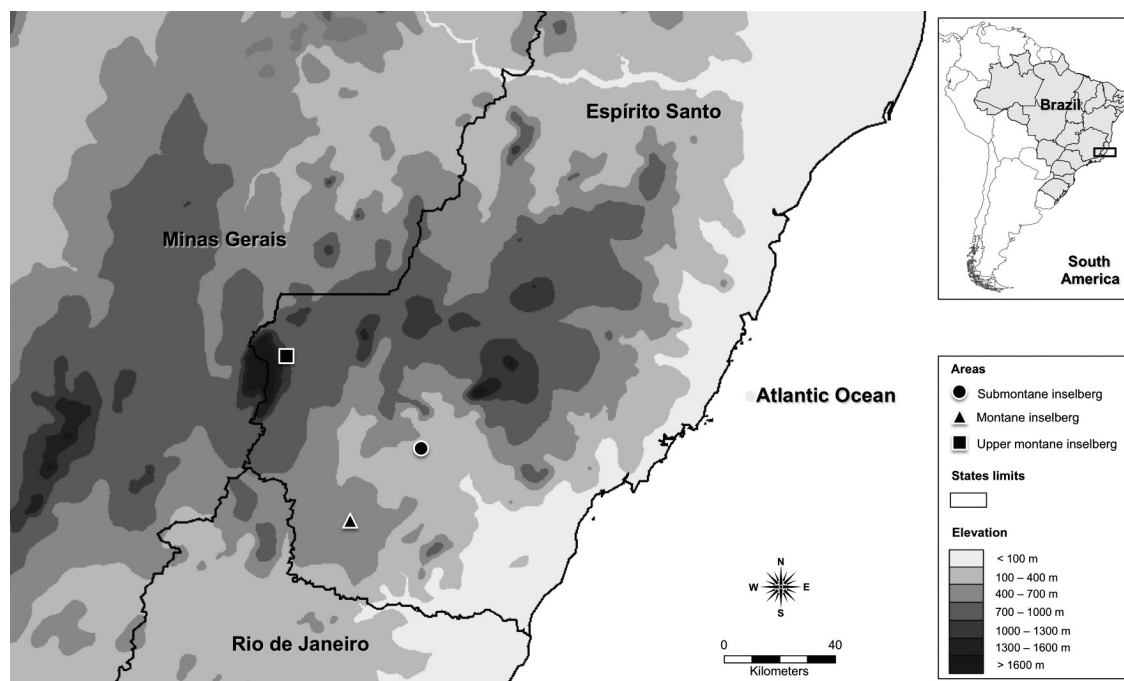 Espírito Santo
Minas Gerais
Atlantic Ocean
Rio de Janeiro
N
W E
S
0 40
Kilometers
Brazil
South
America
Areas
Submontane inselberg
Montane inselberg
Upper montane inselberg
States limits
Elevation
< 100 m
100 – 400 m
400 – 700 m
700 – 1000 m
1000 – 1300 m
1300 – 1600 m
> 1600 m